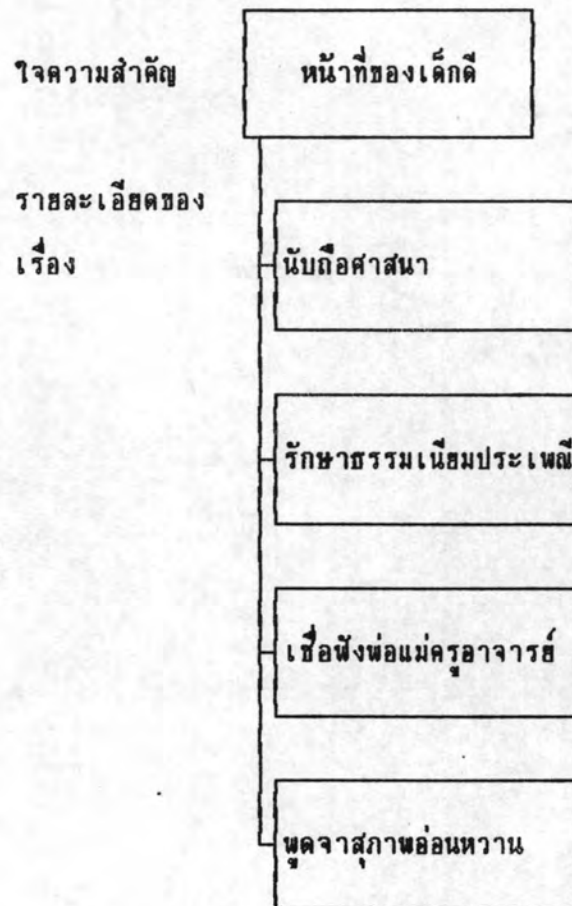 ใจความสำคัญ
หน้าที่ของเด็กดี
รายละเอียดของ
เรื่อง
นับถือศาสนา
รักษาธรรมเนียมประเพณี
เชื่อฟังพ่อแม่ครูอาจารย์
พูดจาสุภาพอ่อนหวาน